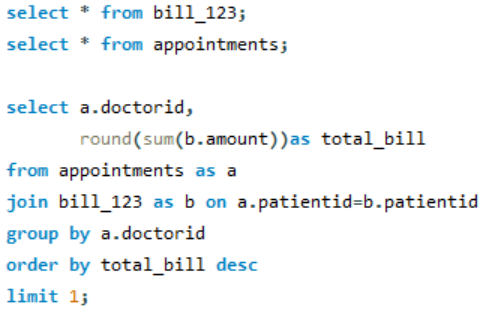 select * from bill_123;
select * from appointments;
select a.doctorid,
round(sum(b.amount))as total_bill
from appointments as a
join bill_123 as b on a.patientid=b.patientid
group by a.doctorid
order by total_bill desc
limit 1;